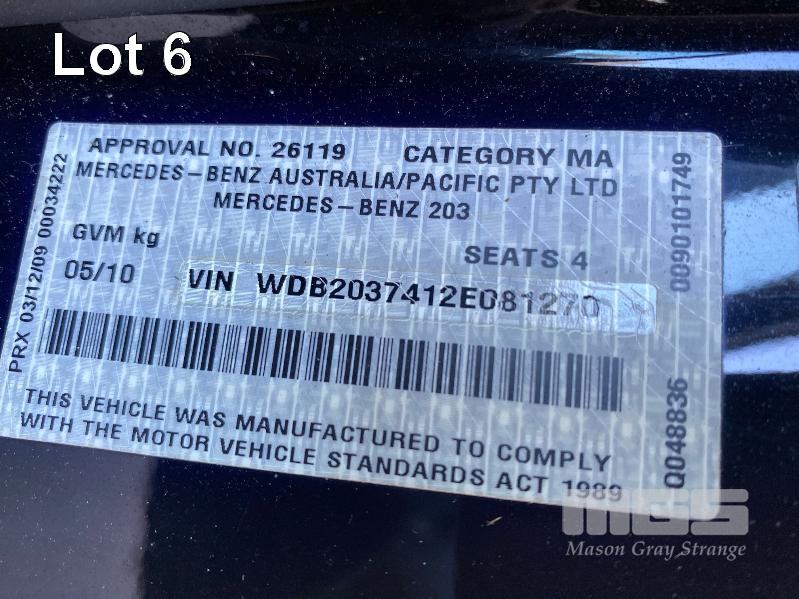 Lot 6
APPROVAL NO. 26119 CATEGORY MA
MERCEDES-BENZ AUSTRALIA/PACIFIC PTY LTD
MERCEDES-BENZ 203
GVM kg
SEATS 4
05/10 VIN WDB2037412E081270
THIS VEHICLE WAS MANUFACTURED TO COMPLY
WITH THE MOTOR VEHICLE STANDARDS ACT 1989
PRX 03/12/09 00034222
Q048836 0090101749
MGS
Mason Gray Strange